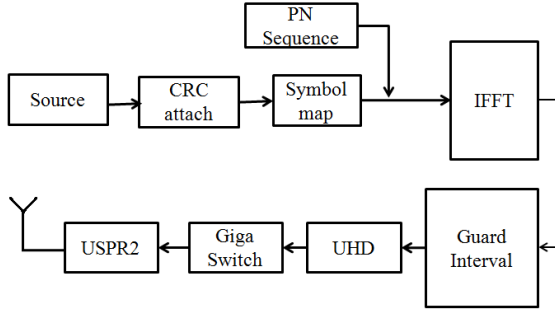 PN
Sequence
Source
CRC
attach
Symbol
map
IFFT
USPR2
Giga
Switch
UHD
Guard
Interval